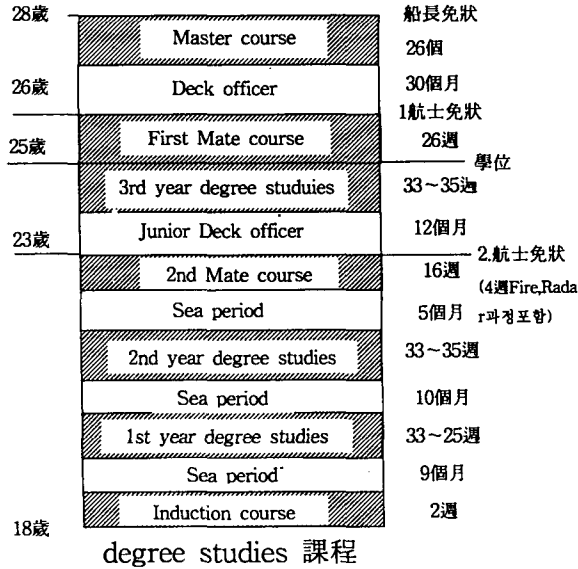 28歲 船長免狀
Master course 26個
26歲 Deck officer 30個月
1航士免狀
25歲 First Mate course 26週
學位
3rd year degree studuies 33~35週
23歲 Junior Deck officer 12個月
2.航士免狀
2nd Mate course 16週
(4週Fire,Rada
Sea period 5個月 r과정포함)
2nd year degree studies 33~35週
Sea period 10個月
1st year degree studies 33~25週
Sea period 9個月
Induction course 2週
18歲
degree studies 課程